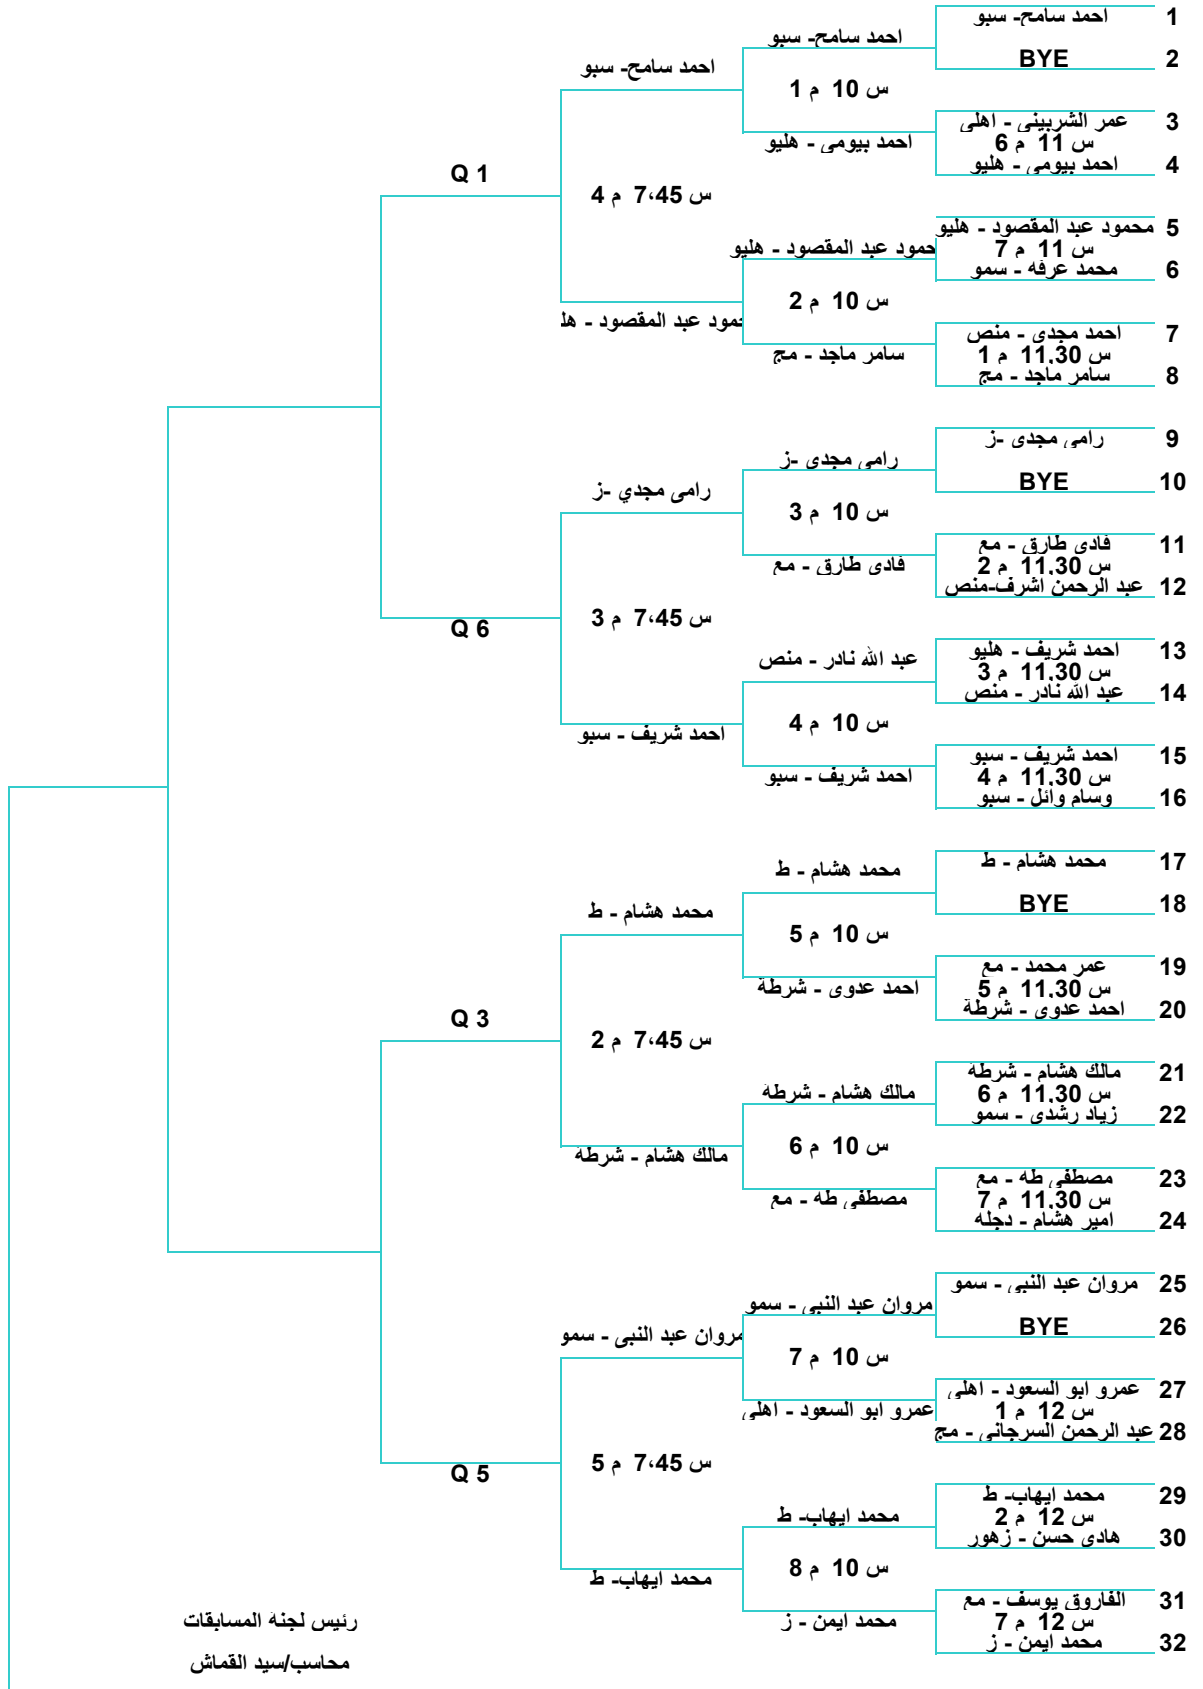 احمد سامح- سبو 1
BYE 2
عمر الشربينى - اهلى 3
س 11 م 6
احمد بيومى - هليو 4
محمود عبد المقصود - هليو 5
س 11 م 7
محمد عرفه - سمو 6
احمد مجدى - منص 7
س 11.30 م 1
سامر ماجد - مج 8
رامى مجدى -ز 9
BYE 10
فادى طارق - مع 11
س 11.30 م 2
عبد الرحمن اشرف-منص 12
احمد شريف - هليو 13
س 11.30 م 3
عبد الله نادر - منص 14
احمد شريف - سبو 15
س 11.30 م 4
وسام وائل - سبو 16
محمد هشام - ط 17
BYE 18
عمر محمد - مع 19
س 11.30 م 5
احمد عدوى - شرطة 20
مالك هشام - شرطة 21
س 11.30 م 6
زياد رشدى - سمو 22
مصطفى طه - مع 23
س 11.30 م 7
امير هشام - دجله 24
مروان عبد النبى - سمو 25
BYE 26
عمرو ابو السعود - اهلى 27
س 12 م 1
عبد الرحمن السرجانى - مج 28
محمد ايهاب- ط 29
س 12 م 2
هادى حسن - زهور 30
الفاروق يوسف - مع 31
س 12 م 7
محمد ايمن - ز 32
احمد سامح- سبو
س 10 م 1
احمد بيومى - هليو
حمود عبد المقصود - هليو
س 10 م 2
سامر ماجد - مج
رامى مجدى -ز
س 10 م 3
فادى طارق - مع
عبد الله نادر - منص
س 10 م 4
احمد شريف - سبو
محمد هشام - ط
س 10 م 5
احمد عدوى - شرطة
مالك هشام - شرطة
س 10 م 6
مصطفى طه - مع
مروان عبد النبى - سمو
س 10 م 7
عمرو ابو السعود - اهلى
محمد ايهاب- ط
س 10 م 8
محمد ايمن - ز
احمد سامح- سبو
س 7،45 م 4
حمود عبد المقصود - هل
رامى مجدي -ز
س 7،45 م 3
احمد شريف - سبو
محمد هشام - ط
س 7،45 م 2
مالك هشام - شرطة
مروان عبد النبى - سمو
س 7،45 م 5
محمد ايهاب- ط
Q 1
Q 6
Q 3
Q 5
رئيس لجنة المسابقات
محاسب/سيد القماش